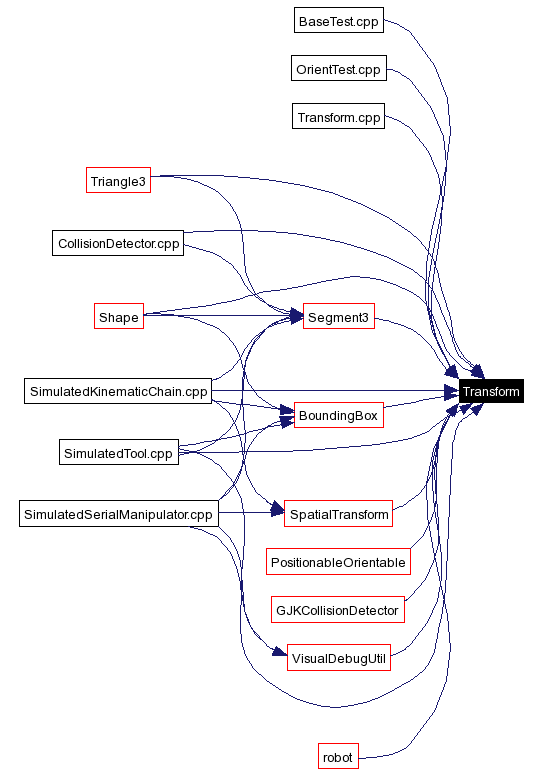 BaseTest.cpp
OrientTest.cpp
Transform.cpp
Triangle3
CollisionDetector.cpp
Shape
Segment3
SimulatedKinematicChain.cpp
Transform
BoundingBox
SimulatedTool.cpp
SimulatedSerialManipulator.cpp
SpatialTransform
PositionableOrientable
GJKCollisionDetector
VisualDebugUtil
robot